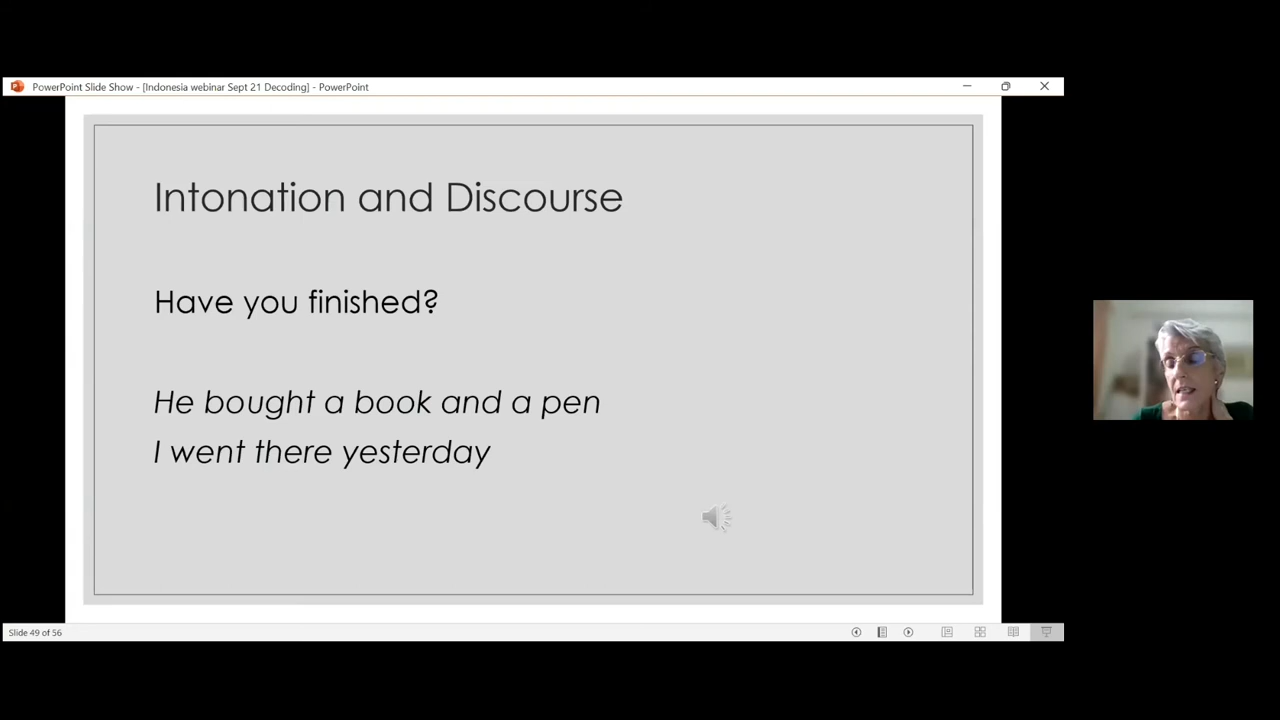 PowerPoint Slide Show - [Indonesia webinar Sept 21 Decoding] - PowerPoint
Intonation and Discourse
Have you finished?
He bought a book and a pen
I went there yesterday
Slide 49 of 56